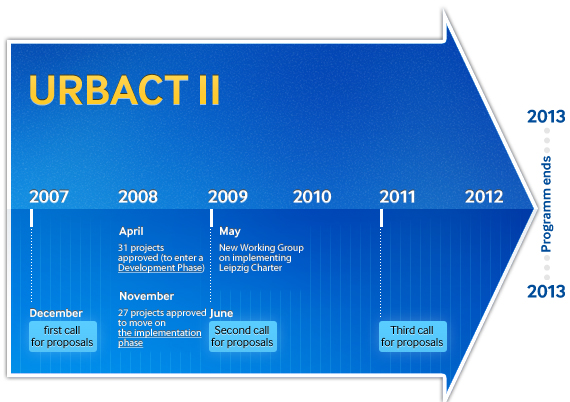 URBACT II
2007
2008
2009
2010
2011
2012
2013
Programm ends
2013
April
31 projects
approved (to enter a
Development Phase)
May
New Working Group
on implementing
Leipzig Charter
November
27 projects approved
to move on
the implementation
phase
December
first call
for proposals
June
Second call
for proposals
Third call
for proposals